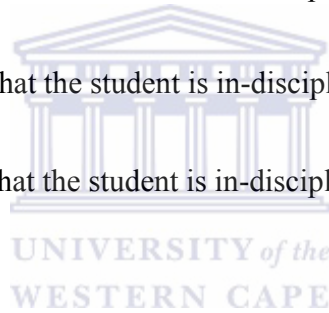 hat the student is in-discipl
hat the student is in-discipl
UNIVERSITY of the
WESTERN CAPE